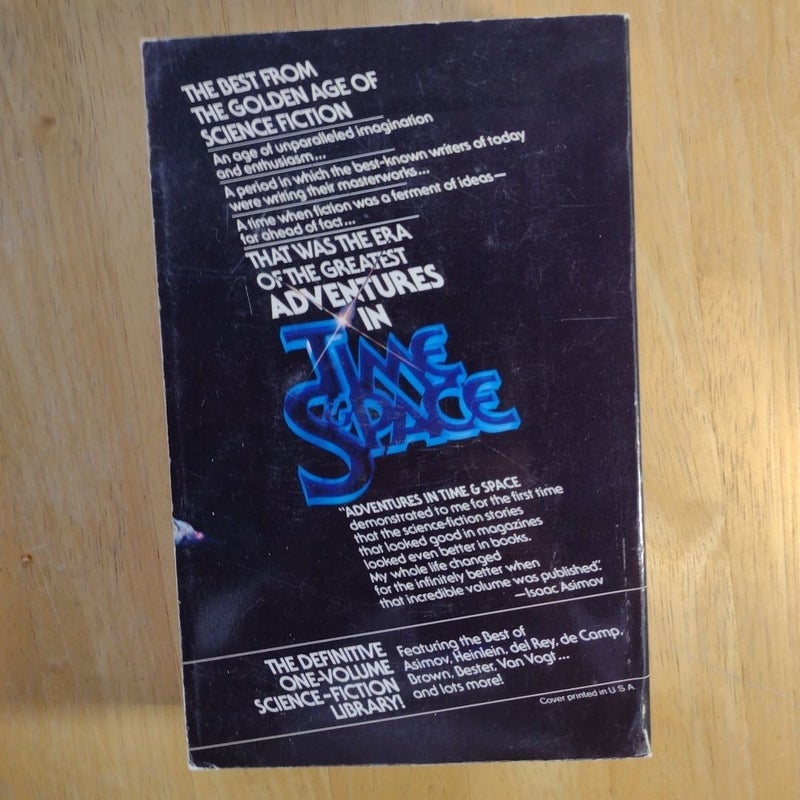 THE BEST FROM
THE GOLDEN AGE OF
SCIENCE FICTION
An age of unparalleled imagination
and enthusiasm...
A period in which the best-known writers of today
were writing their masterworks...
A time when fiction was a ferment of ideas—
far ahead of fact...
THAT WAS THE ERA
OF THE GREATEST
ADVENTURES
IN
TIME
& SPACE
"ADVENTURES IN TIME & SPACE
demonstrated to me for the first time
that the science-fiction stories
that looked good in magazines
looked even better in books.
My whole life changed
for the infinitely better when
that incredible volume was published".
—Isaac Asimov
THE DEFINITIVE
ONE-VOLUME
SCIENCE-FICTION
LIBRARY!
Featuring the Best of
Asimov, Heinlein, del Rey, de Camp,
Brown, Bester, Van Vogt...
and lots more!
Cover printed in U S A